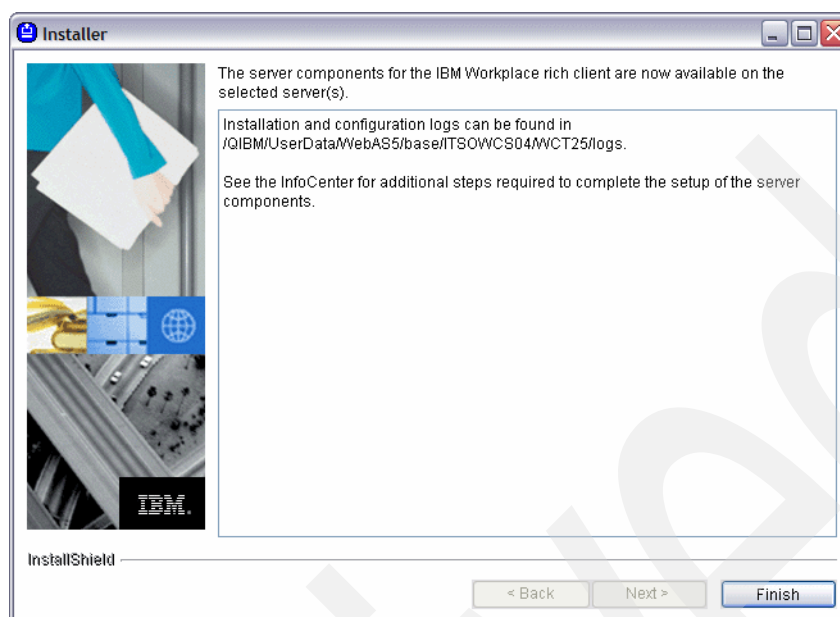 Installer
The server components for the IBM Workplace rich client are now available on the
selected server(s).
Installation and configuration logs can be found in
/QIBM/UserData/WebAS5/base/ITSOWCS04/WCT25/logs.
See the InfoCenter for additional steps required to complete the setup of the server
components.
IBM.
InstallShield
< Back
Next >
Finish